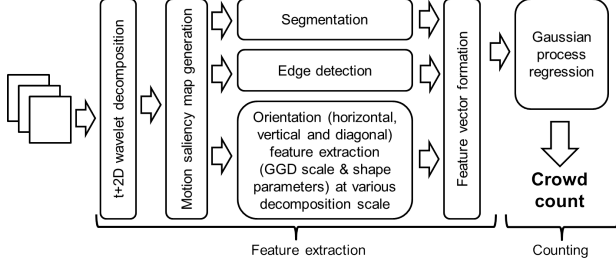 t+2D wavelet decomposition
Motion saliency map generation
Segmentation
Edge detection
Orientation (horizontal,
vertical and diagonal)
feature extraction
(GGD scale & shape
parameters) at various
decomposition scale
Feature vector formation
Gaussian
process
regression
Crowd
count
Feature extraction
Counting